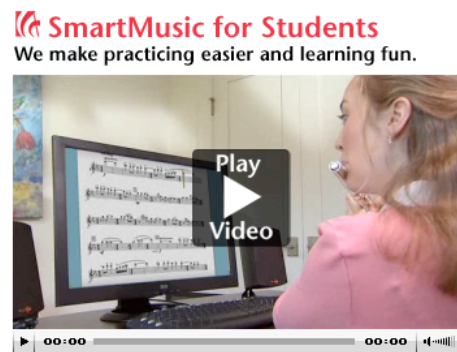 SmartMusic for Students
We make practicing easier and learning fun.
Play
Video
00:00
00:00